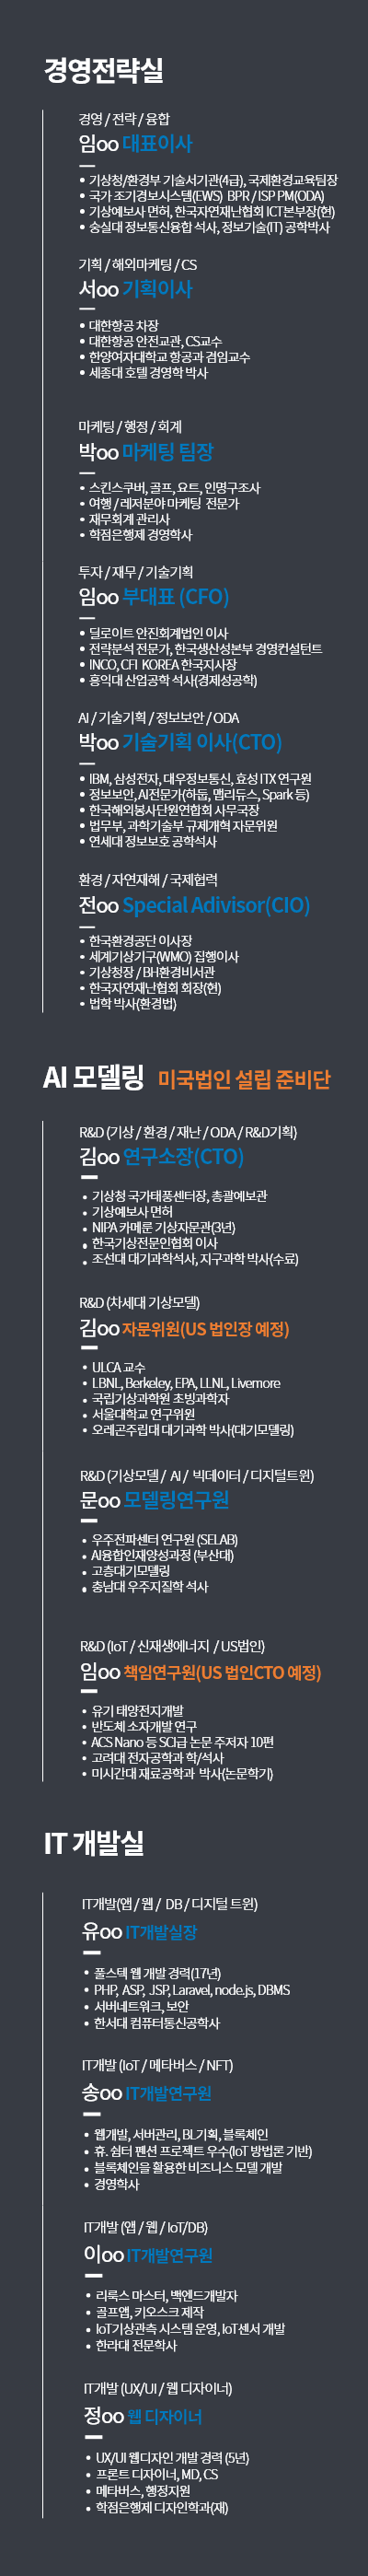 경영전략실
경영 / 전략 / 융합
임oo 대표이사
• 기상청/환경부 기술서기관(4급), 국제환경교육팀장
• 국가 조기경보시스템(EWS) BPR / ISP PM(ODA)
• 기상예보사 면허, 한국자연재난협회 ICT본부장(현)
• 숭실대 정보통신융합 석사, 정보기술(IT) 공학박사
기획 / 해외마케팅 / CS
서oo 기획이사
• 대한항공 차장
• 대한항공 안전교관, CS교수
• 한양여자대학교 항공과 겸임교수
• 세종대 호텔 경영학 박사
마케팅 / 행정 / 회계
박oo 마케팅 팀장
• 스킨스쿠버, 골프, 요트, 인명구조사
• 여행 / 레저분야 마케팅 전문가
• 재무회계 관리사
• 학점은행제 경영학사
투자 / 재무 / 기술기획
임oo 부대표 (CFO)
• 딜로이트 안진회계법인 이사
• 전략분석 전문가, 한국생산성본부 경영컨설턴트
• INCO, CFI KOREA 한국지사장
• 홍익대 산업공학 석사(경제성공학)
AI / 기술기획 / 정보보안 / ODA
박oo 기술기획 이사(CTO)
• IBM, 삼성전자, 대우정보통신, 효성 ITX 연구원
• 정보보안, AI전문가(하둡, 맵리듀스, Spark 등)
• 한국해외봉사단원연합회 사무국장
• 법무부, 과학기술부 규제개혁 자문위원
• 연세대 정보보호 공학석사
환경 / 자연재해 / 국제협력
전oo Special Adivisor(CIO)
• 한국환경공단 이사장
• 세계기상기구(WMO) 집행이사
• 기상청장 / BH환경비서관
• 한국자연재난협회 회장(현)
• 법학 박사(환경법)
AI 모델링 미국법인 설립 준비단
R&D (기상 / 환경 / 재난 / ODA / R&D기획)
김oo 연구소장(CTO)
• 기상청 국가태풍센터장, 총괄예보관
• 기상예보사 면허
• NIPA 카메룬 기상자문관(3년)
• 한국기상전문인협회 이사
• 조선대 대기과학석사, 지구과학 박사(수료)
R&D (차세대 기상모델)
김oo 자문위원(US 법인장 예정)
• ULCA 교수
• LBNL, Berkeley, EPA, LLNL, Livemore
• 국립기상과학원 초빙과학자
• 서울대학교 연구위원
• 오레곤주립대 대기과학 박사(대기모델링)
R&D (기상모델 / AI / 빅데이터 / 디지털트윈)
문oo 모델링연구원
• 우주전파센터 연구원 (SELAB)
• AI융합인재양성과정 (부산대)
• 고층대기모델링
• 충남대 우주지질학 석사
R&D (IoT / 신재생에너지 / US법인)
임oo 책임연구원(US 법인CTO 예정)
• 유기 태양전지개발
• 반도체 소자개발 연구
• ACS Nano 등 SCI급 논문 주저자 10편
• 고려대 전자공학과 학/석사
• 미시간대 재료공학과 박사(논문학기)
IT 개발실
IT개발(앱 / 웹 / DB / 디지털 트윈)
유oo IT개발실장
• 풀스텍 웹 개발 경력(17년)
• PHP, ASP, JSP, Laravel, node.js, DBMS
• 서버네트워크, 보안
• 한서대 컴퓨터통신공학사
IT개발 (IoT / 메타버스 / NFT)
송oo IT개발연구원
• 웹개발, 서버관리, BL기획, 블록체인
• 휴. 쉼터 펜션 프로젝트 우수(IoT 방법론 기반)
• 블록체인을 활용한 비즈니스 모델 개발
• 경영학사
IT개발 (앱 / 웹 / IoT/DB)
이oo IT개발연구원
• 리룩스 마스터, 백엔드개발자
• 골프앱, 키오스크 제작
• IoT기상관측 시스템 운영, IoT센서 개발
• 한라대 전문학사
IT개발 (UX/UI / 웹 디자이너)
정oo 웹 디자이너
• UX/UI 웹디자인 개발 경력 (5년)
• 프론트 디자이너, MD, CS
• 메타버스, 행정지원
• 학점은행제 디자인학과(재)